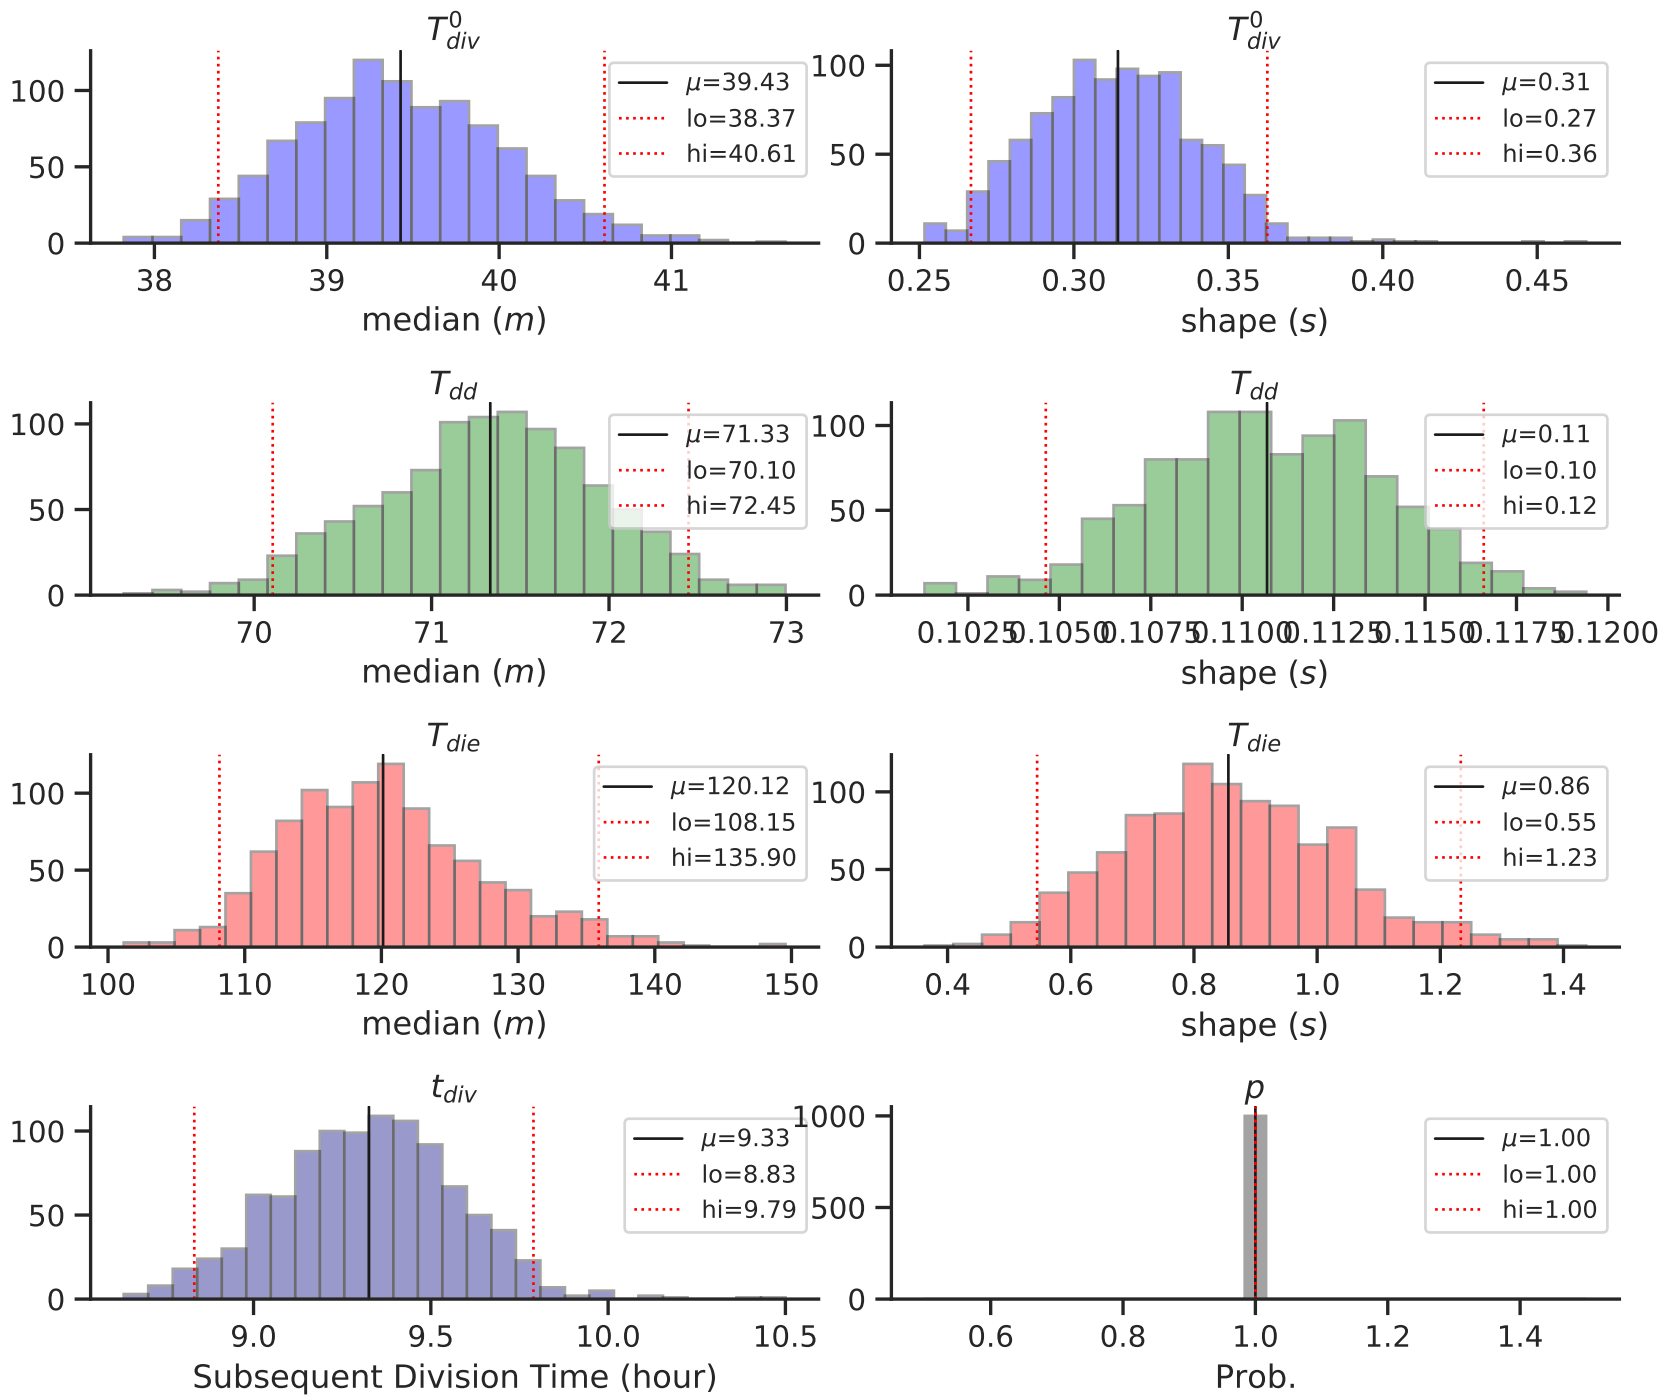 T⁰div
100
50
0
μ=39.43
lo=38.37
hi=40.61
38 39 40 41
median (m)
T⁰div
100
50
0
μ=0.31
lo=0.27
hi=0.36
0.25 0.30 0.35 0.40 0.45
shape (s)
Tdd
100
50
0
μ=71.33
lo=70.10
hi=72.45
70 71 72 73
median (m)
Tdd
100
50
0
μ=0.11
lo=0.10
hi=0.12
0.1025 0.1050 0.1075 0.1100 0.1125 0.1150 0.1175 0.1200
shape (s)
Tdie
100
50
0
μ=120.12
lo=108.15
hi=135.90
100 110 120 130 140 150
median (m)
Tdie
100
50
0
μ=0.86
lo=0.55
hi=1.23
0.4 0.6 0.8 1.0 1.2 1.4
shape (s)
tdiv
100
50
0
μ=9.33
lo=8.83
hi=9.79
9.0 9.5 10.0 10.5
Subsequent Division Time (hour)
p
1000
500
0
μ=1.00
lo=1.00
hi=1.00
0.6 0.8 1.0 1.2 1.4
Prob.